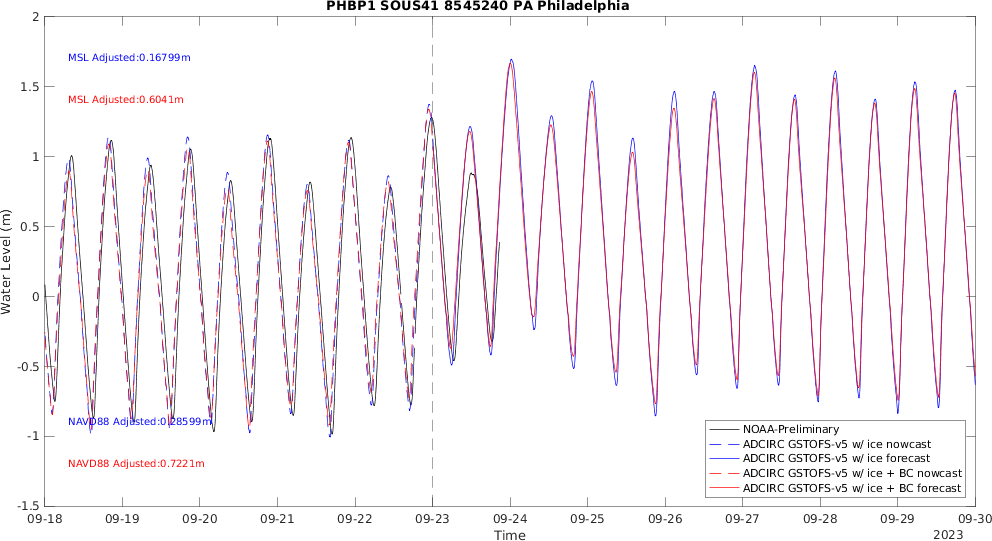 PHBP1 SOUS41 8545240 PA Philadelphia
2
1.5
1
0.5
0
-0.5
-1
-1.5
Water Level (m)
MSL Adjusted:0.16799m
MSL Adjusted:0.6041m
NAVD88 Adjusted:0.28599m
NAVD88 Adjusted:0.7221m
NOAA-Preliminary
ADCIRC GSTOFS-v5 w/ ice nowcast
ADCIRC GSTOFS-v5 w/ ice forecast
ADCIRC GSTOFS-v5 w/ ice + BC nowcast
ADCIRC GSTOFS-v5 w/ ice + BC forecast
09-18 09-19 09-20 09-21 09-22 09-23 09-24 09-25 09-26 09-27 09-28 09-29 09-30
Time
2023